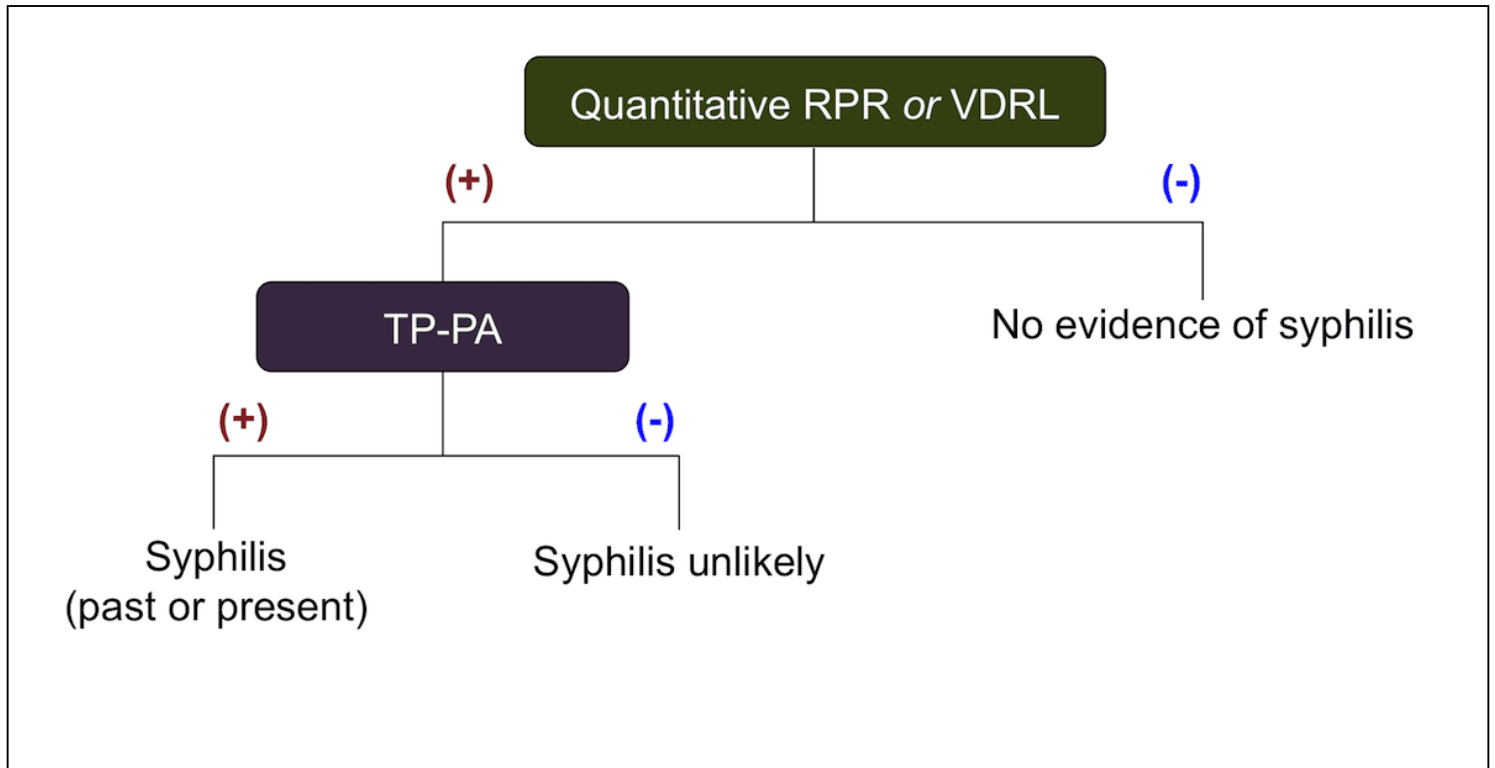 Quantitative RPR or VDRL
(+)
(-)
TP-PA
No evidence of syphilis
(+)
(-)
Syphilis
(past or present)
Syphilis unlikely